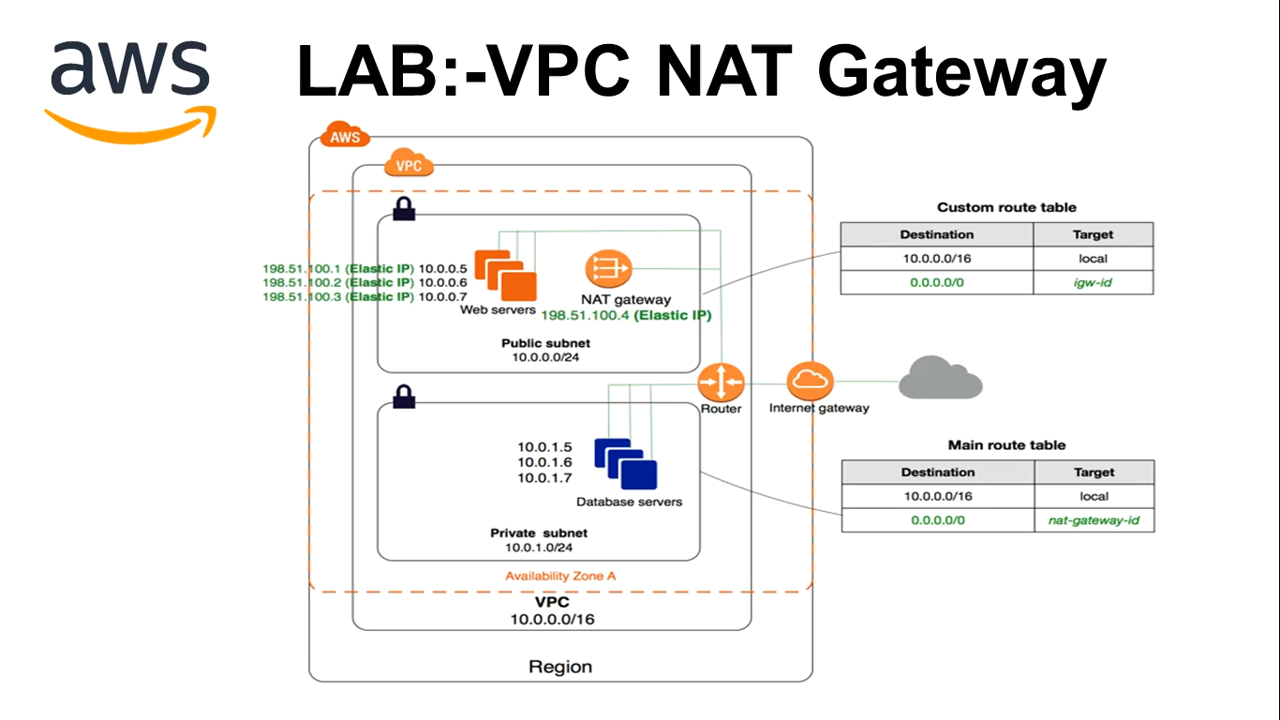 aws
LAB:-VPC NAT Gateway
AWS
VPC
198.51.100.1 (Elastic IP) 10.0.0.5
198.51.100.2 (Elastic IP) 10.0.0.6
198.51.100.3 (Elastic IP) 10.0.0.7
Web servers
NAT gateway
198.51.100.4 (Elastic IP)
Public subnet
10.0.0.0/24
Router
Internet gateway
10.0.1.5
10.0.1.6
10.0.1.7
Database servers
Private subnet
10.0.1.0/24
Availability Zone A
VPC
10.0.0.0/16
Region
Custom route table
Destination Target
10.0.0.0/16 local
0.0.0.0/0 igw-id
Main route table
Destination Target
10.0.0.0/16 local
0.0.0.0/0 nat-gateway-id